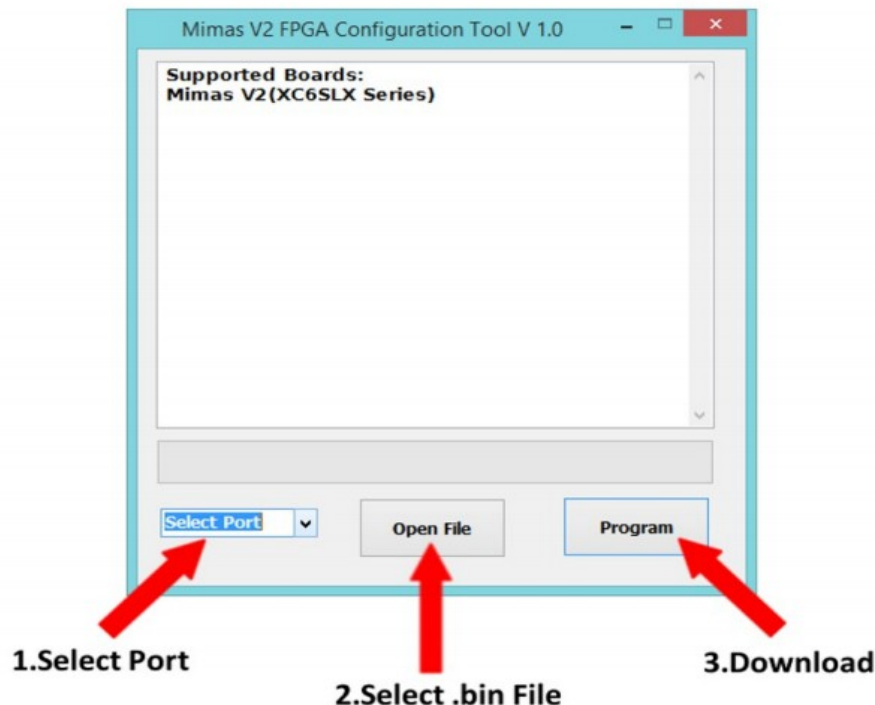 Mimas V2 FPGA Configuration Tool V 1.0
Supported Boards:
Mimas V2(XC6SLX Series)
Select Port
Open File
Program
1.Select Port
2.Select .bin File
3.Download